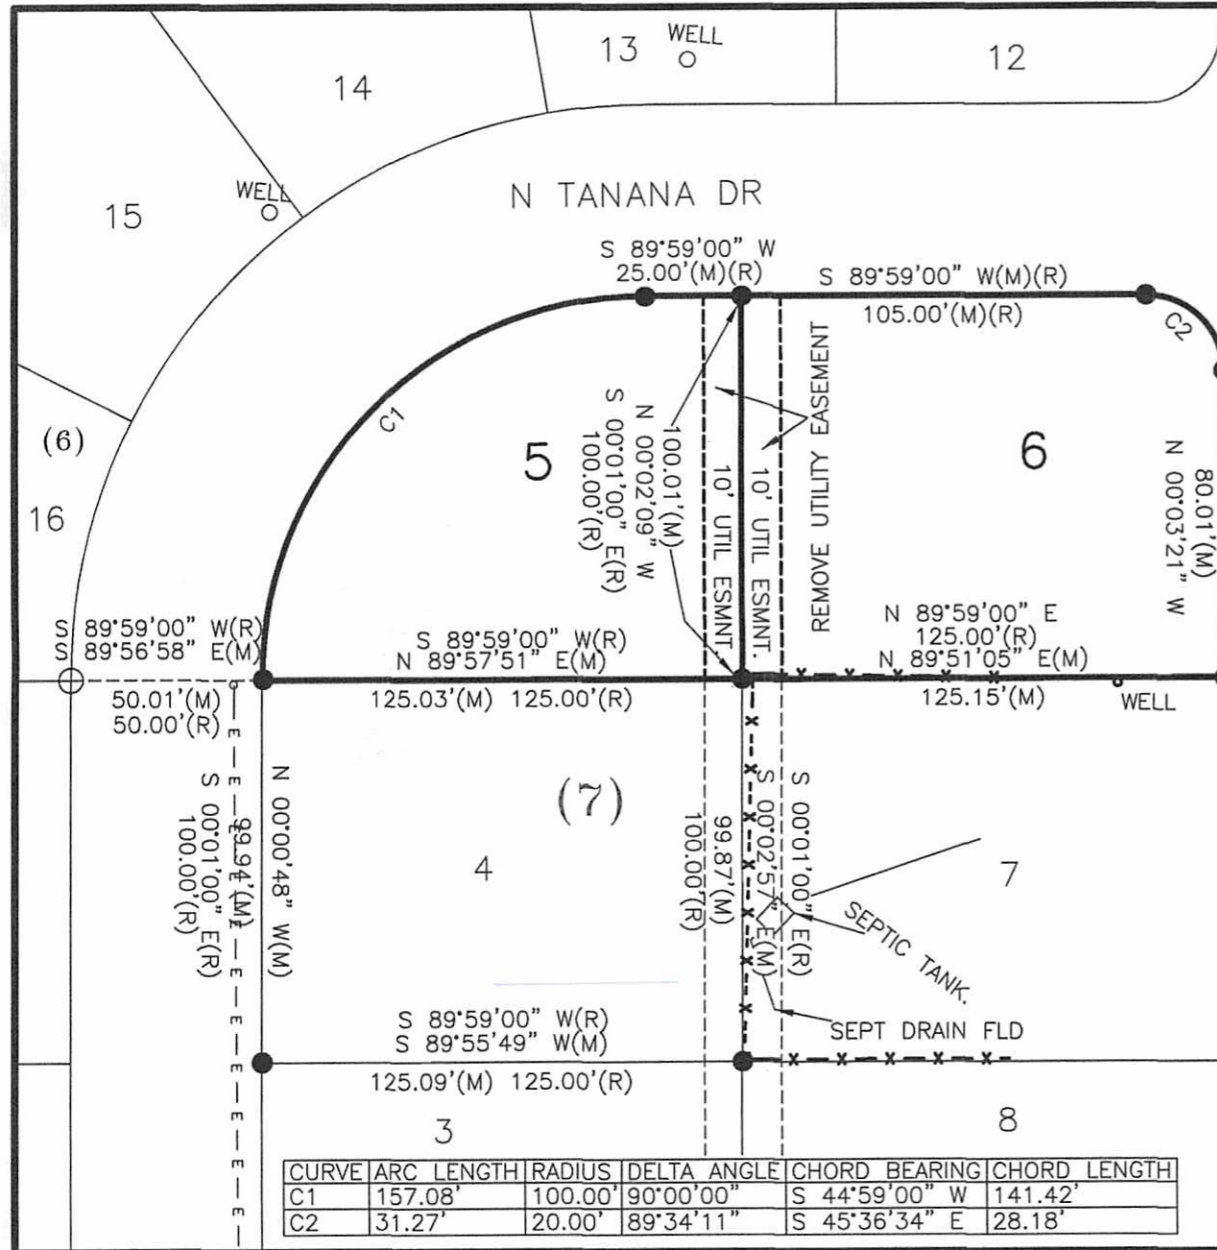 13
WELL
12
14
WELL
15
N TANANA DR
S 89°59'00" W
25.00'(M)(R)
S 89°59'00" W(M)(R)
105.00'(M)(R)
C2
C1
(6)
16
5
6
100.01'(M)
N 00°02'09" W
S 00°01'00" E(R)
100.00'(R)
10' UTIL ESMNT.
10' UTIL ESMNT.
REMOVE UTILITY EASEMENT
80.01'(M)
N 00°03'21" W
S 89°59'00" W(R)
S 89°56'58" E(M)
50.01'(M)
50.00'(R)
S 89°59'00" W(R)
N 89°57'51" E(M)
125.03'(M) 125.00'(R)
N 89°59'00" E
125.00'(R)
N 89°51'05" E(M)
125.15'(M)
WELL
(7)
4
7
N 00°00'48" W(M)
99.94'(M)
S 00°01'00" E(R)
100.00'(R)
S 00°01'00" E(R)
S 00°02'57" E(M)
99.87'(M)
100.00'(R)
SEPTIC TANK.
SEPT DRAIN FLD
S 89°59'00" W(R)
S 89°55'49" W(M)
125.09'(M) 125.00'(R)
3
8
CURVE ARC LENGTH RADIUS DELTA ANGLE CHORD BEARING CHORD LENGTH
C1 157.08' 100.00' 90°00'00" S 44°59'00" W 141.42'
C2 31.27' 20.00' 89°34'11" S 45°36'34" E 28.18'